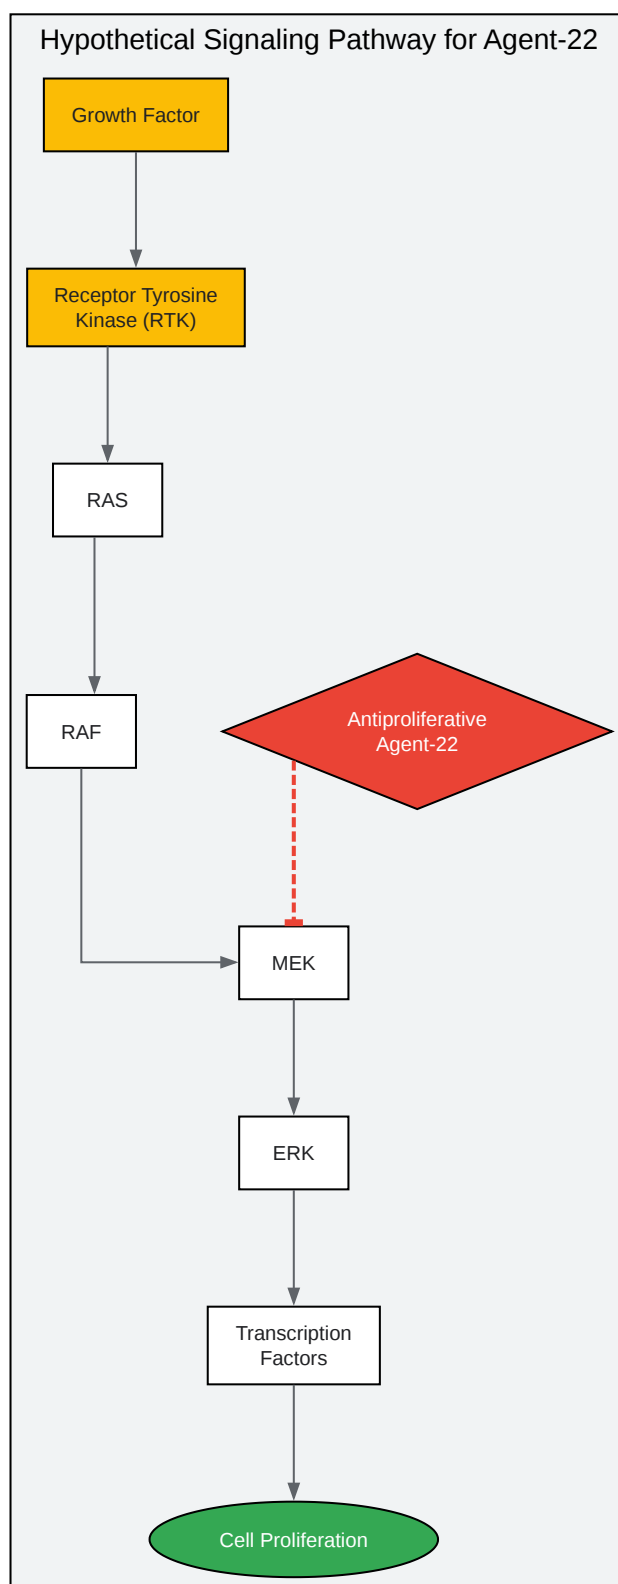 Hypothetical Signaling Pathway for Agent-22
Growth Factor
Receptor Tyrosine
Kinase (RTK)
RAS
RAF
Antiproliferative
Agent-22
MEK
ERK
Transcription
Factors
Cell Proliferation